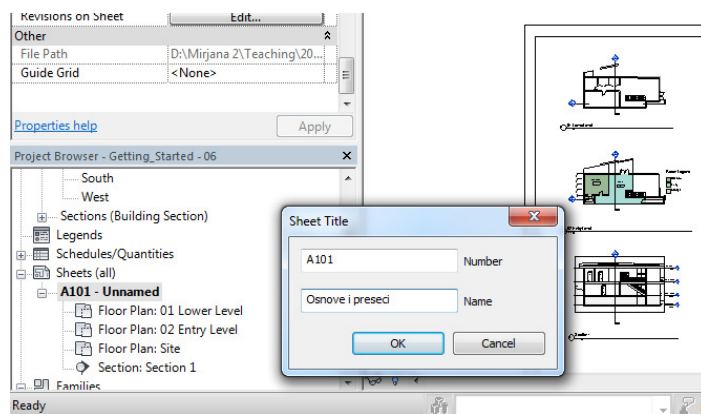 Revisions on Sheet Edit...
Other
File Path D:\Mirjana 2\Teaching\20...
Guide Grid <None>
Properties help Apply
Project Browser - Getting_Started - 06
South
West
Sections (Building Section)
Legends
Schedules/Quantities
Sheets (all)
A101 - Unnamed
Floor Plan: 01 Lower Level
Floor Plan: 02 Entry Level
Floor Plan: Site
Section: Section 1
Families
Ready
Sheet Title
A101 Number
Osnove i preseci Name
OK Cancel